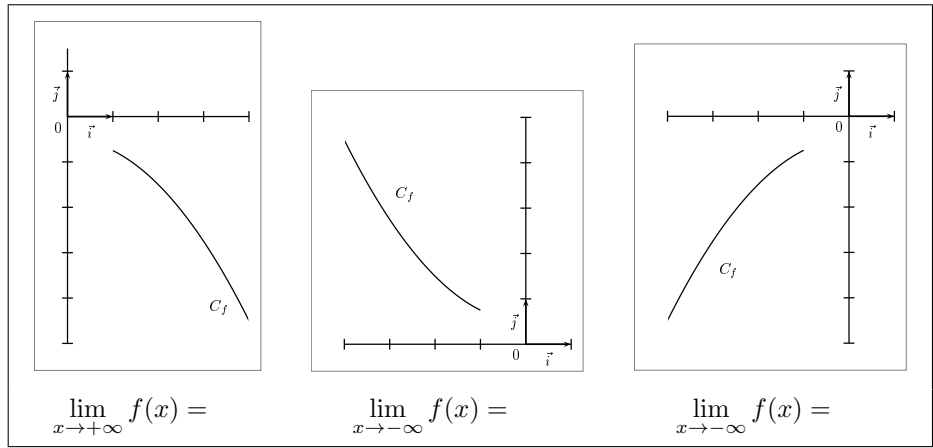 j⃗
0
i⃗
C_f
C_f
j⃗
0
i⃗
j⃗
0
i⃗
C_f
lim_{x→+∞} f(x) =
lim_{x→−∞} f(x) =
lim_{x→−∞} f(x) =